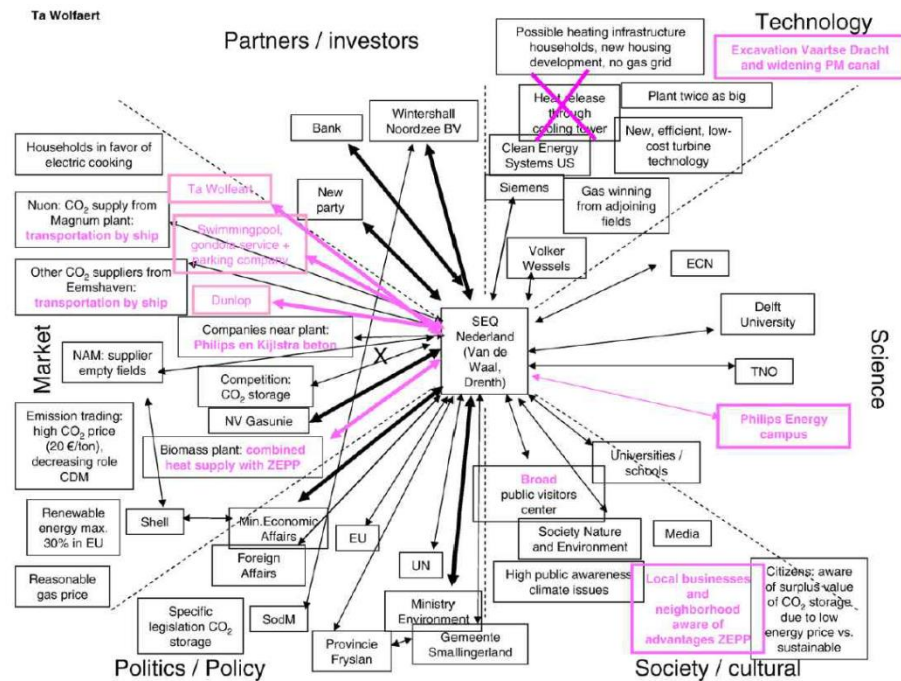 Ta Wolfaert
Partners / investors
Technology
Possible heating infrastructure
households, new housing
development, no gas grid
Excavation Vaartse Dracht
and widening PM canal
Heat release
through
cooling tower
Plant twice as big
Bank
Wintershall
Noordzee BV
New, efficient, low-
cost turbine
technology
Clean Energy
Systems US
Households in favor of
electric cooking
Ta Wolfeart
New
party
Siemens
Gas winning
from adjoining
fields
Nuon: CO2 supply from
Magnum plant:
transportation by ship
Swimmingpool,
gondola service +
parking company
Volker
Wessels
ECN
Other CO2 suppliers from
Eemshaven:
transportation by ship
Dunlop
SEQ
Nederland
(Van de
Waal,
Drenth)
Delft
University
Market
Science
Companies near plant:
Philips en Kijlstra beton
X
NAM: supplier
empty fields
Competition:
CO2 storage
TNO
Emission trading:
high CO2 price
(20 €/ton),
decreasing role
CDM
NV Gasunie
Philips Energy
campus
Biomass plant: combined
heat supply with ZEPP
Universities /
schools
Broad
public visitors
center
Renewable
energy max.
30% in EU
Shell
Min.Economic
Affairs
EU
Society Nature
and Environment
Media
Foreign
Affairs
UN
High public awareness
climate issues
Local businesses
and
neighborhood
aware of
advantages ZEPP
Citizens: aware
of surplus value
of CO2 storage
due to low
energy price vs.
sustainable
Reasonable
gas price
Specific
legislation CO2
storage
SodM
Ministry
Environment
Provincie
Fryslan
Gemeente
Smallingerland
Politics / Policy
Society / cultural